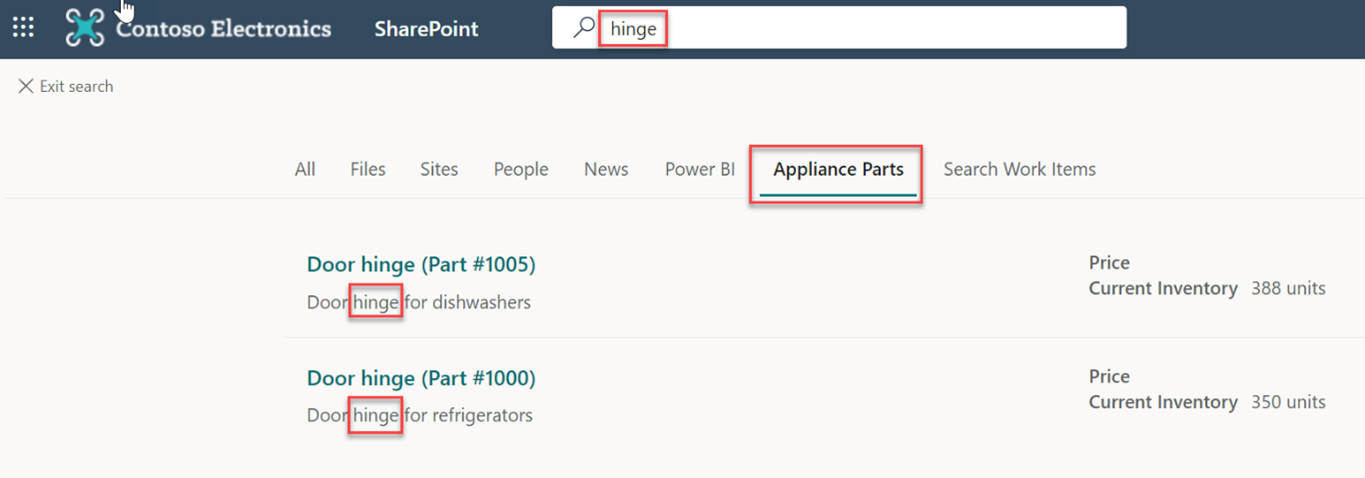 Contoso Electronics SharePoint hinge
Exit search
All Files Sites People News Power BI Appliance Parts Search Work Items
Door hinge (Part #1005)
Door hinge for dishwashers
Price
Current Inventory 388 units
Door hinge (Part #1000)
Door hinge for refrigerators
Price
Current Inventory 350 units